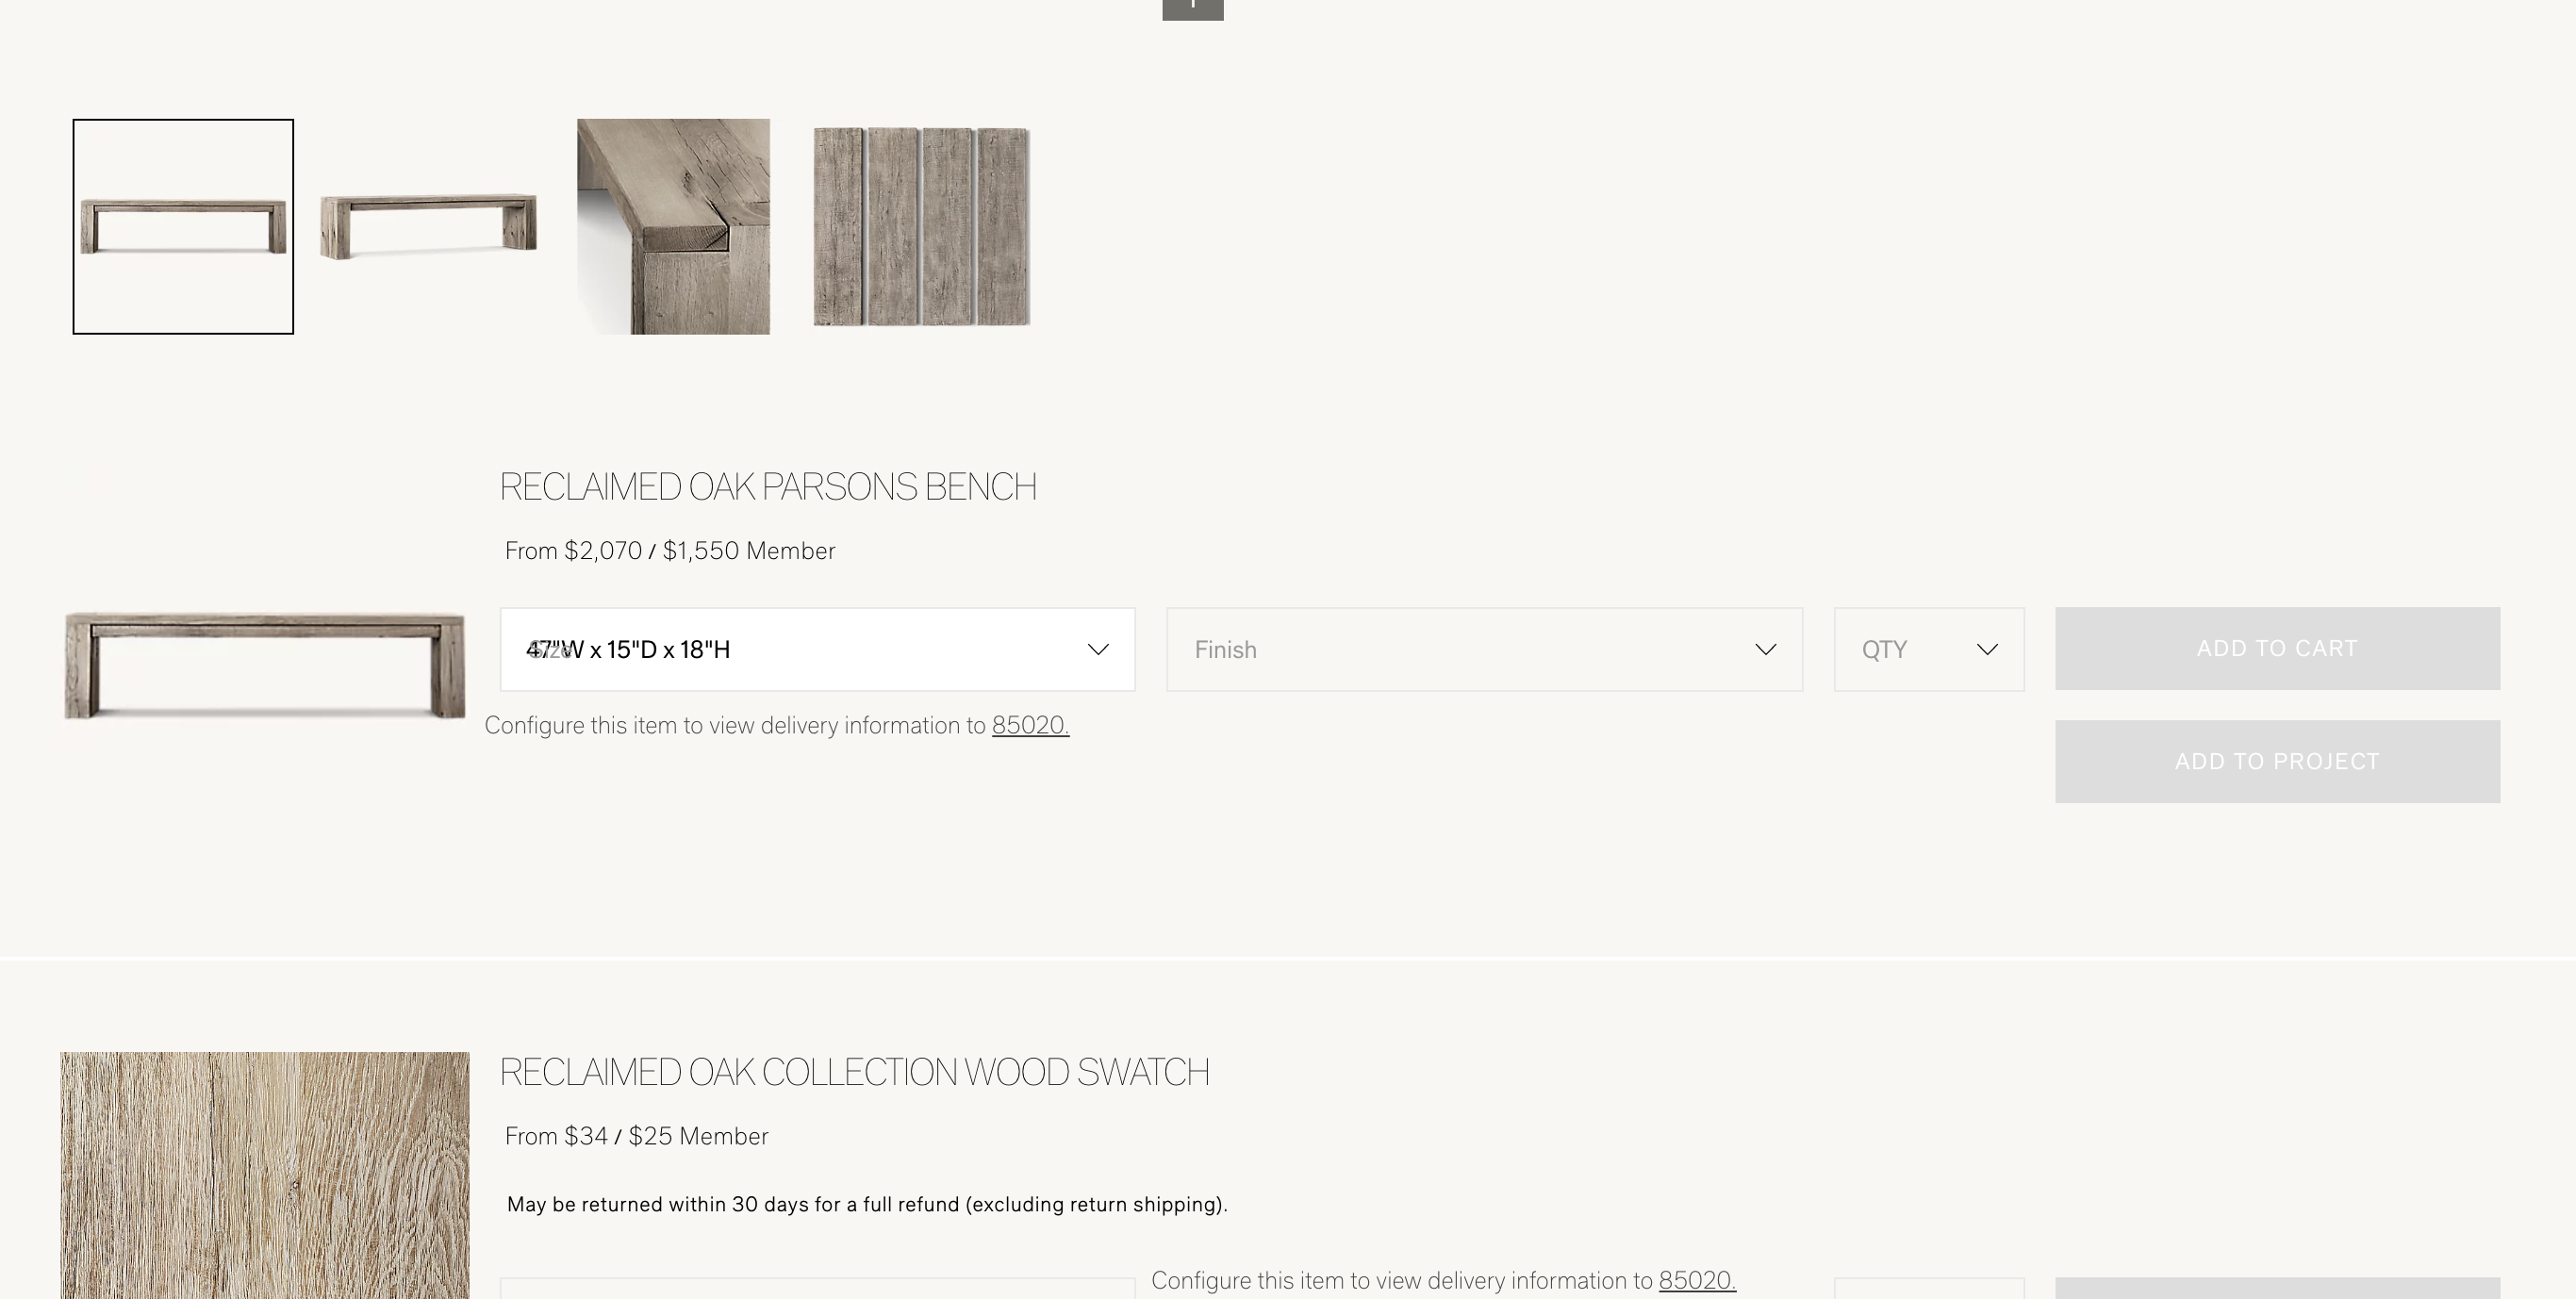 RECLAIMED OAK PARSONS BENCH
From $2,070 / $1,550 Member
Size
47"W x 15"D x 18"H
Finish
QTY
ADD TO CART
Configure this item to view delivery information to 85020.
ADD TO PROJECT
RECLAIMED OAK COLLECTION WOOD SWATCH
From $34 / $25 Member
May be returned within 30 days for a full refund (excluding return shipping).
Configure this item to view delivery information to 85020.